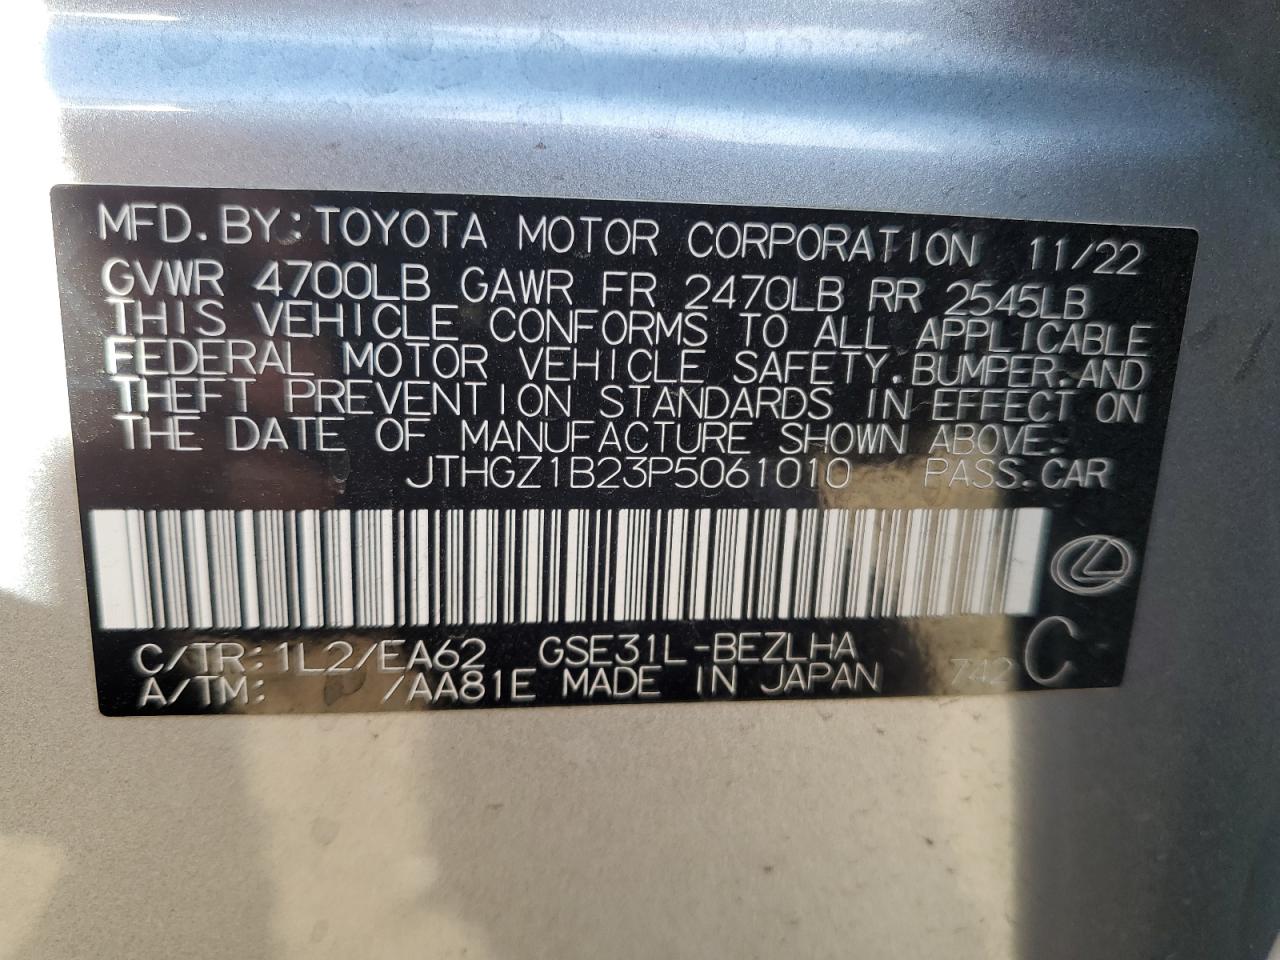 MFD. BY: TOYOTA MOTOR CORPORATION 11/22
GVWR 4700LB GAWR FR 2470LB RR 2545LB
THIS VEHICLE CONFORMS TO ALL APPLICABLE
FEDERAL MOTOR VEHICLE SAFETY. BUMPER. AND
THEFT PREVENTION STANDARDS IN EFFECT ON
THE DATE OF MANUFACTURE SHOWN ABOVE.
JTHGZ1B23P5061010 PASS. CAR
C/TR: 1L2/EA62 GSE31L-BEZLHA
A/TM: /AA81E MADE IN JAPAN 742 C